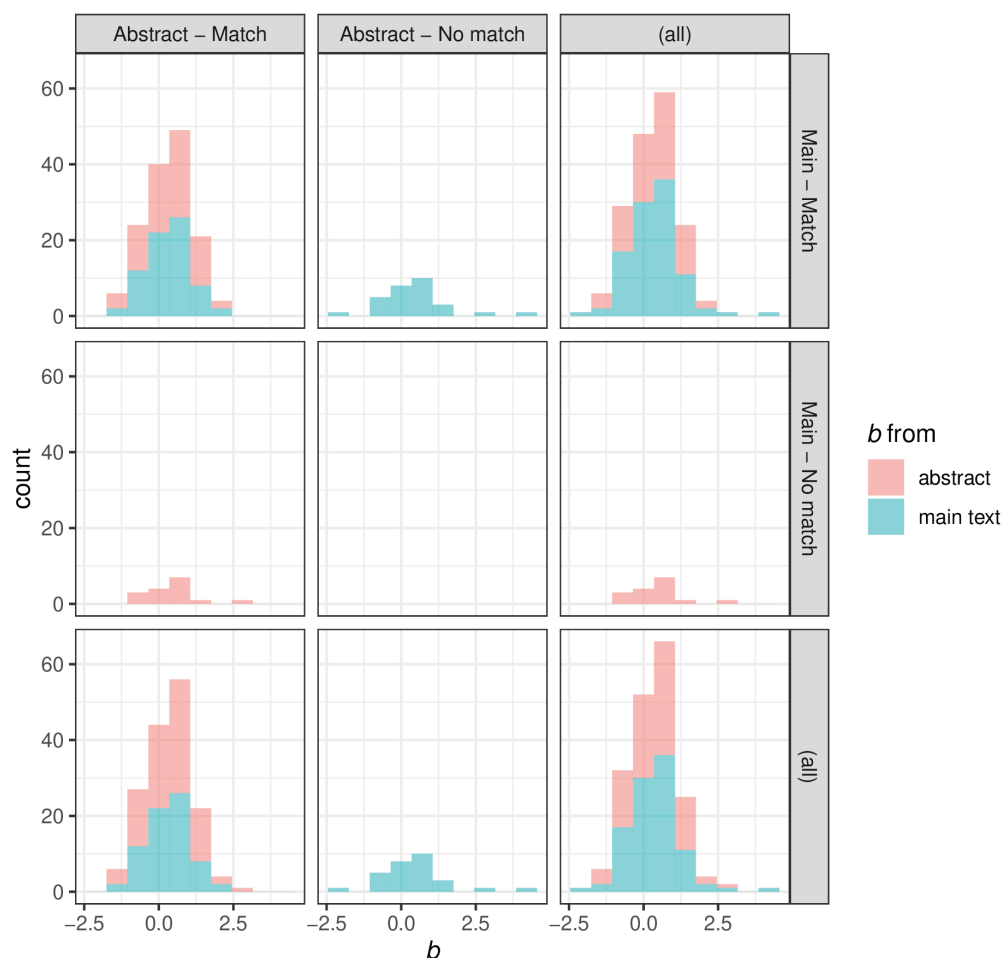 Abstract − Match
Abstract − No match
(all)
60
40
20
0
Main − Match
60
40
20
0
Main − No match
60
40
20
0
(all)
count
−2.5 0.0 2.5
−2.5 0.0 2.5
−2.5 0.0 2.5
b
b from
abstract
main text